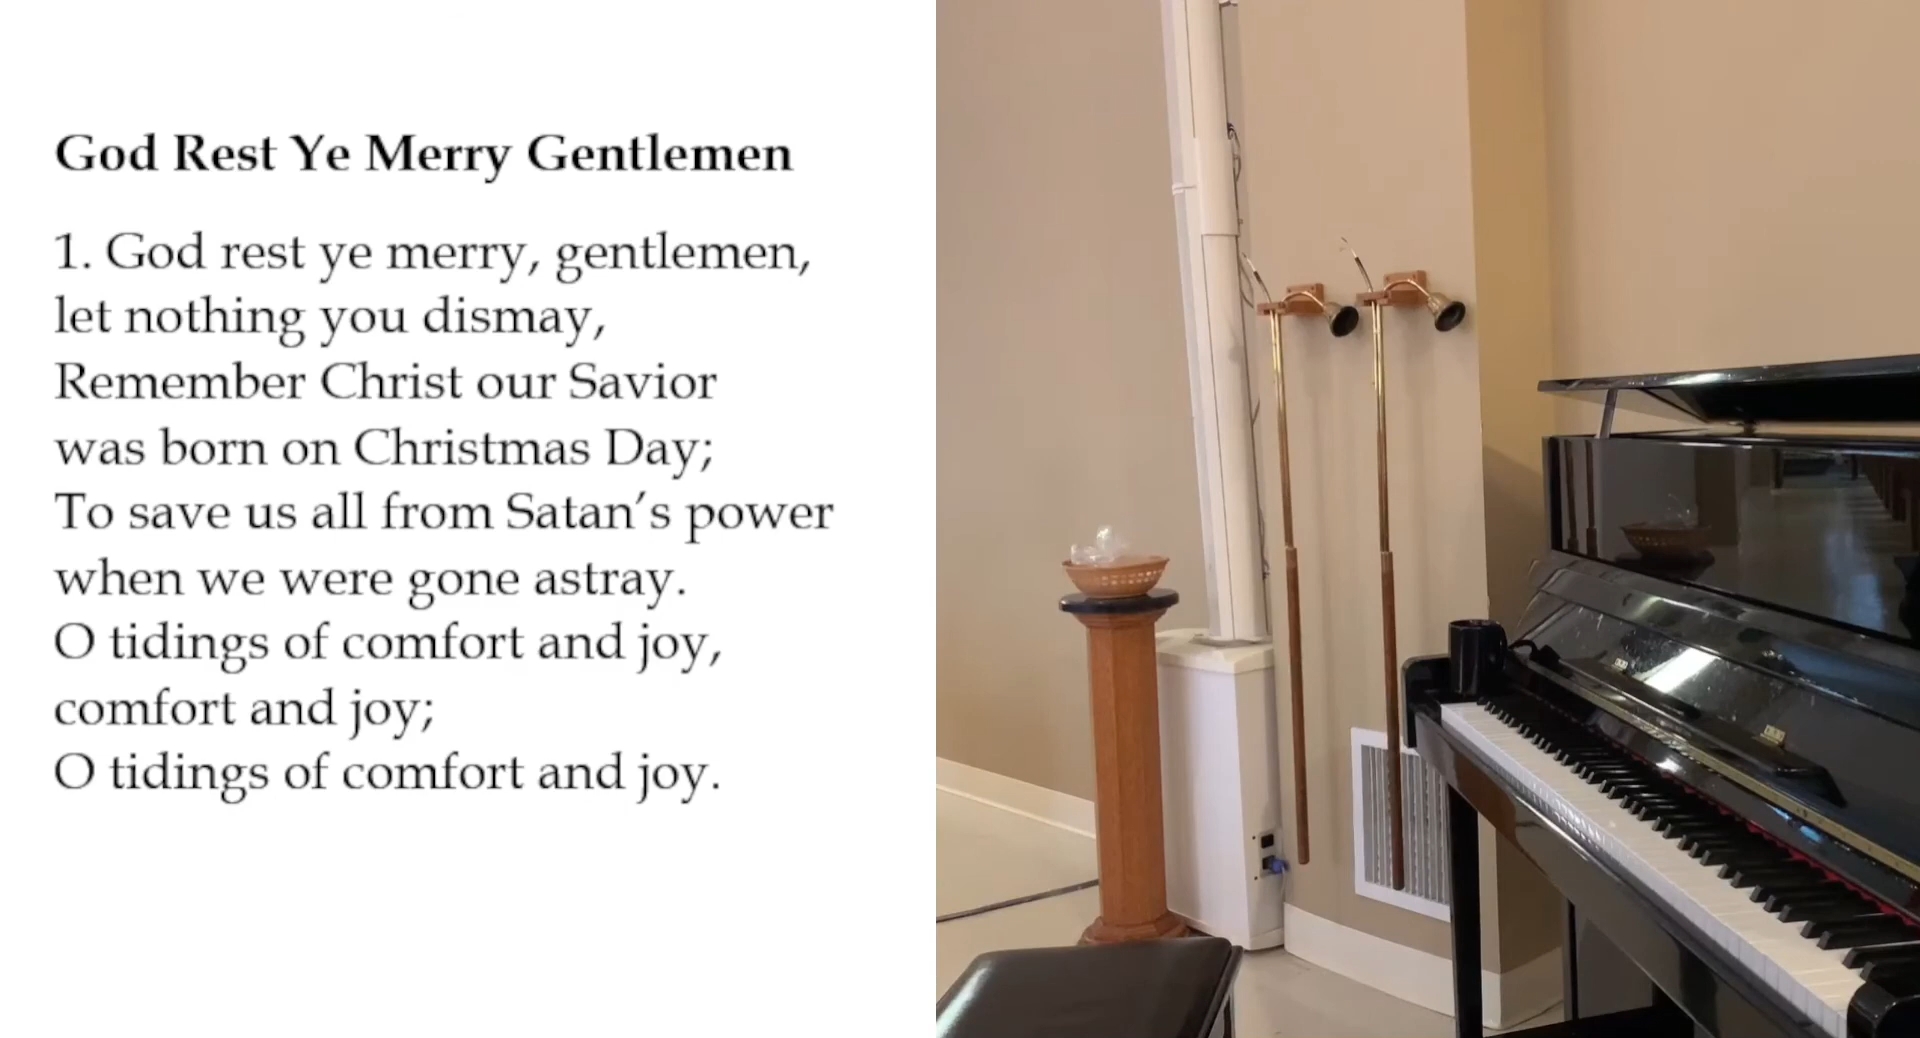 God Rest Ye Merry Gentlemen
1. God rest ye merry, gentlemen,
let nothing you dismay,
Remember Christ our Savior
was born on Christmas Day;
To save us all from Satan’s power
when we were gone astray.
O tidings of comfort and joy,
comfort and joy;
O tidings of comfort and joy.